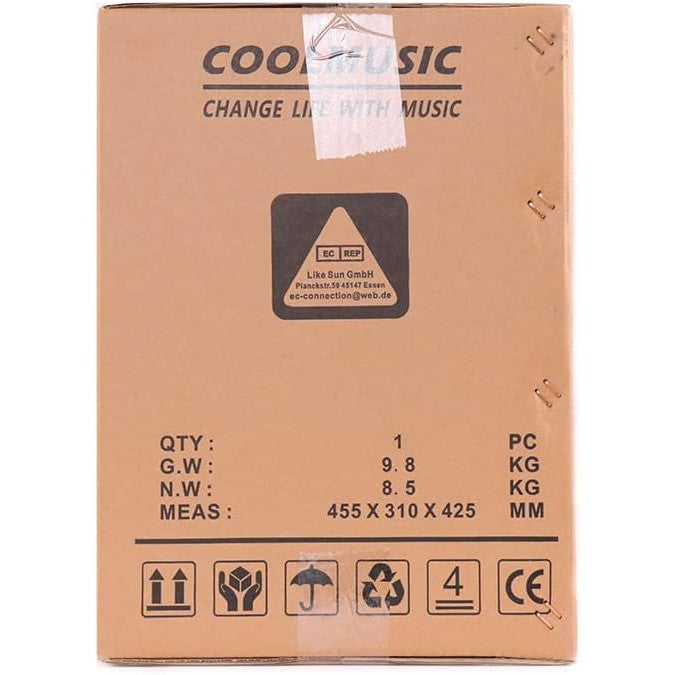 COOLMUSIC
CHANGE LIFE WITH MUSIC
EC REP
Like Sun GmbH
Planckstr.59 45147 Essen
ec-connection@web.de
QTY : 1 PC
G.W : 9.8 KG
N.W : 8.5 KG
MEAS : 455 X 310 X 425 MM
4 CE